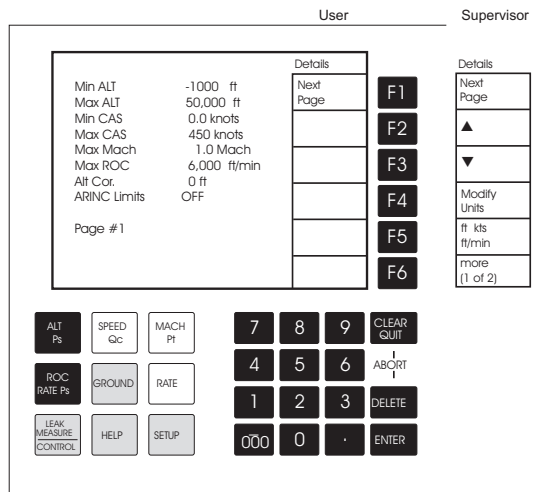 User
Supervisor
Details
Min ALT -1000 ft
Max ALT 50,000 ft
Min CAS 0.0 knots
Max CAS 450 knots
Max Mach 1.0 Mach
Max ROC 6,000 ft/min
Alt Cor. 0 ft
ARINC Limits OFF
Page #1
Next
Page
F1
F2
F3
F4
F5
F6
Details
Next
Page
▲
▼
Modify
Units
ft kts
ft/min
more
(1 of 2)
ALT
Ps
SPEED
Qc
MACH
Pt
ROC
RATE Ps
GROUND
RATE
LEAK
MEASURE
CONTROL
HELP
SETUP
7 8 9 CLEAR
QUIT
4 5 6 ABORT
1 2 3 DELETE
000 0 . ENTER